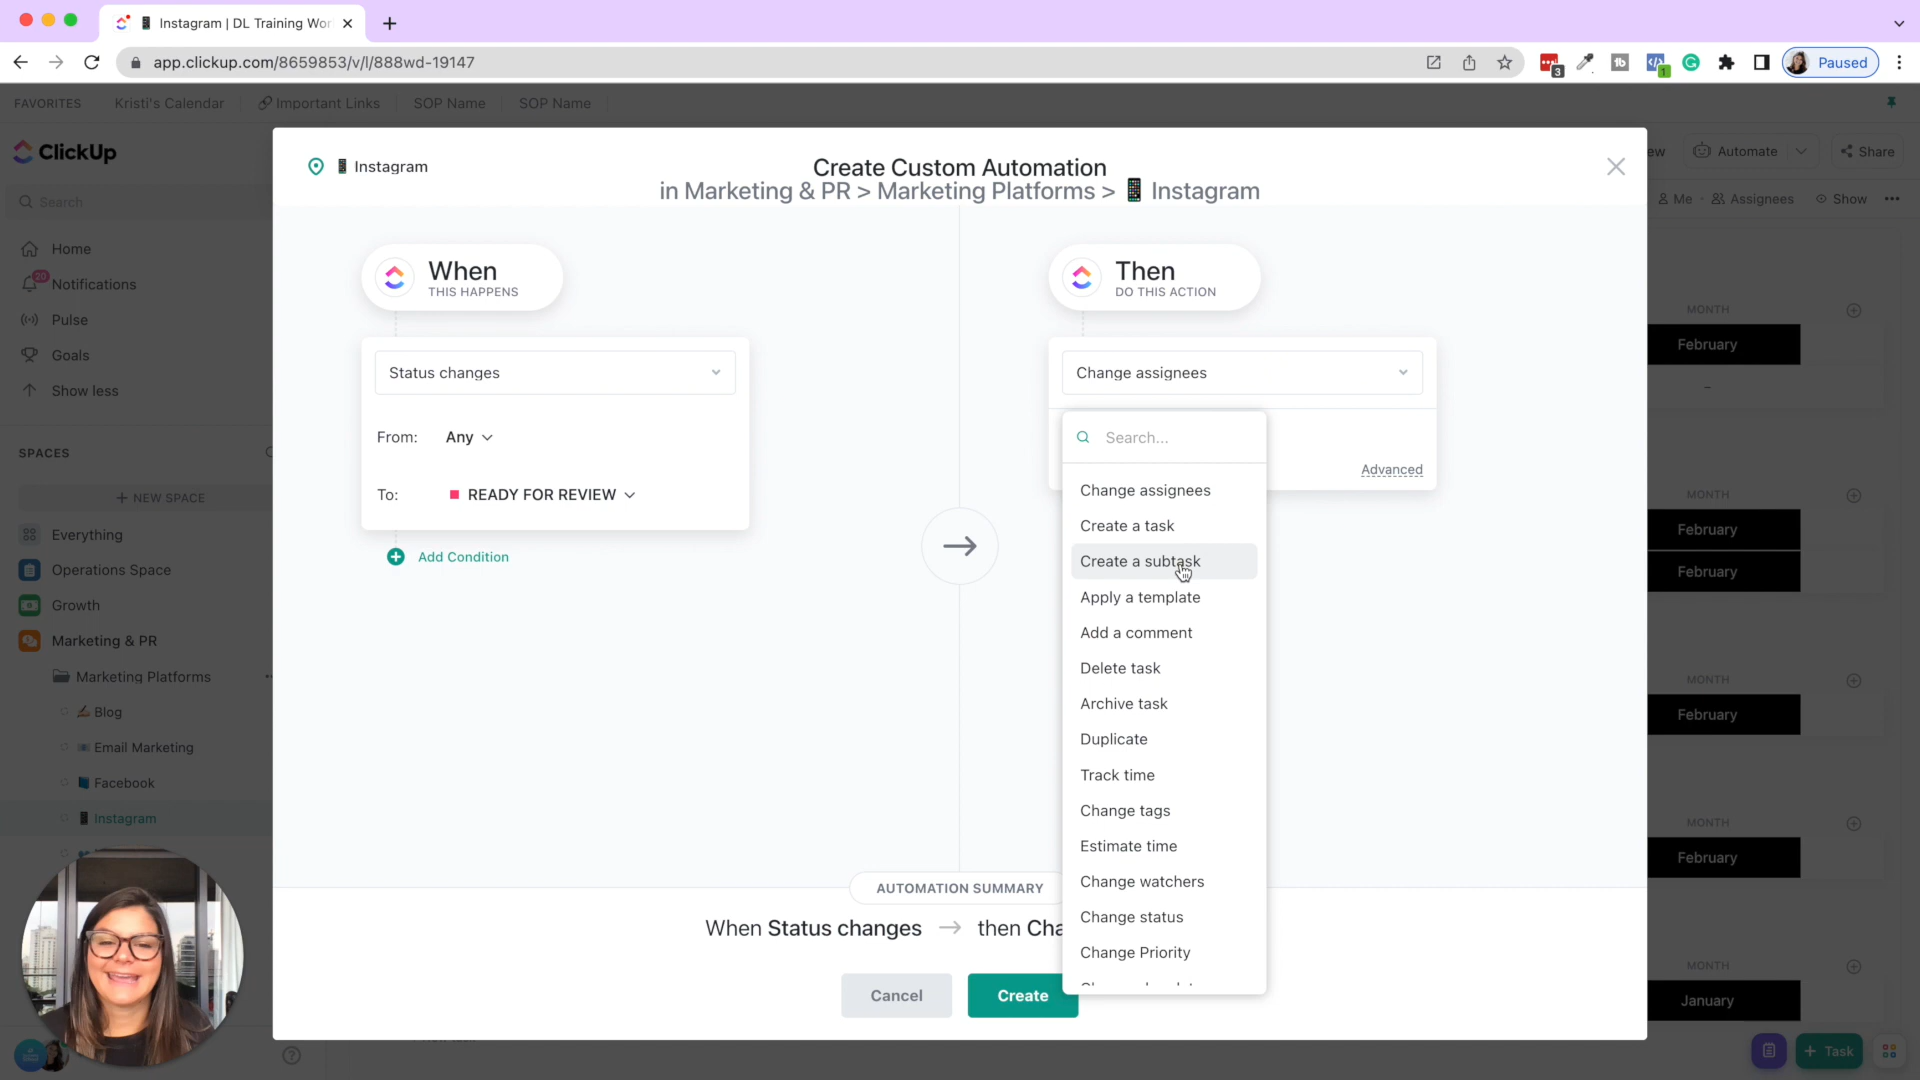 Instagram | DL Training Wor
app.clickup.com/8659853/v/l/888wd-19147
3
1
Paused
FAVORITES
Kristi's Calendar
Important Links
SOP Name
SOP Name
ClickUp
Search
Home
20
Notifications
Pulse
Goals
Show less
SPACES
+ NEW SPACE
Everything
Operations Space
Growth
Marketing & PR
Marketing Platforms
Blog
Email Marketing
Facebook
Instagram
Instagram
Create Custom Automation
in Marketing & PR > Marketing Platforms > Instagram
When
THIS HAPPENS
Status changes
From: Any
To: READY FOR REVIEW
Add Condition
Then
DO THIS ACTION
Change assignees
Advanced
Search...
Change assignees
Create a task
Create a subtask
Apply a template
Add a comment
Delete task
Archive task
Duplicate
Track time
Change tags
Estimate time
Change watchers
Change status
Change Priority
AUTOMATION SUMMARY
When Status changes → then Cha
Cancel
Create
ew
Automate
Share
Me
Assignees
Show
MONTH
February
–
MONTH
February
February
MONTH
February
MONTH
February
MONTH
January
+ Task